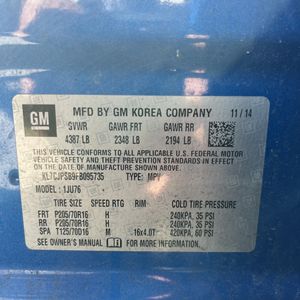 GM
MFD BY GM KOREA COMPANY 11/14
GVWR GAWR FRT GAWR RR
4387 LB 2348 LB 2194 LB
THIS VEHICLE CONFORMS TO ALL APPLICABLE
U.S. FEDERAL MOTOR VEHICLE SAFETY, BUMPER, AND
THEFT PREVENTION STANDARDS IN EFFECT ON THE DATE
OF MANUFACTURE SHOWN ABOVE.
KL7CJPSB9FB095735 TYPE: MPV
MODEL: 1JU76
TIRE SIZE SPEED RTG RIM COLD TIRE PRESSURE
FRT P205/70R16 H 240KPA, 35 PSI
RR P205/70R16 H 240KPA, 35 PSI
SPA T125/70D16 M 16x4.0T 420KPA, 60 PSI
SEE OWNER'S MANUAL FOR ADDITIONAL INFORMATION.